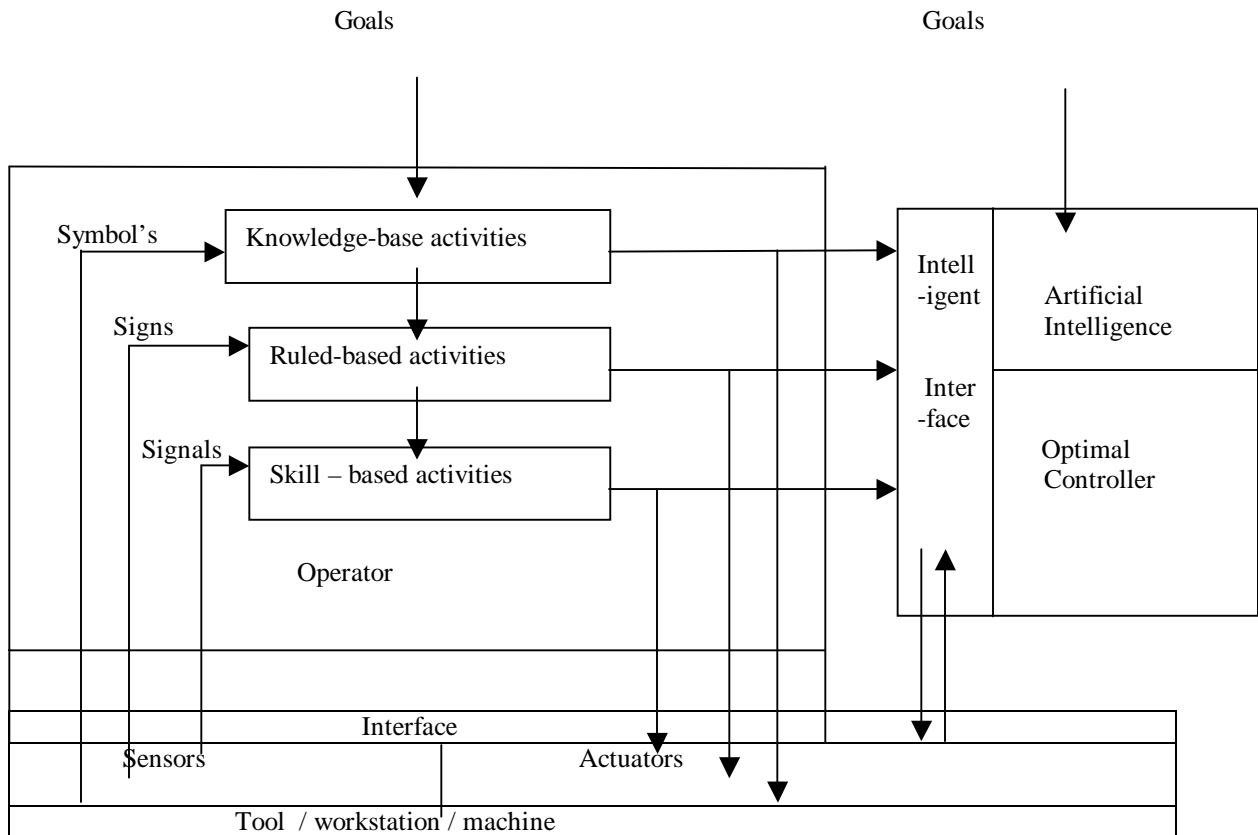 Goals
Goals
Symbol's
Knowledge-base activities
Intell
-igent
Artificial
Intelligence
Signs
Ruled-based activities
Inter
-face
Signals
Skill – based activities
Optimal
Controller
Operator
Interface
Sensors
Actuators
Tool / workstation / machine